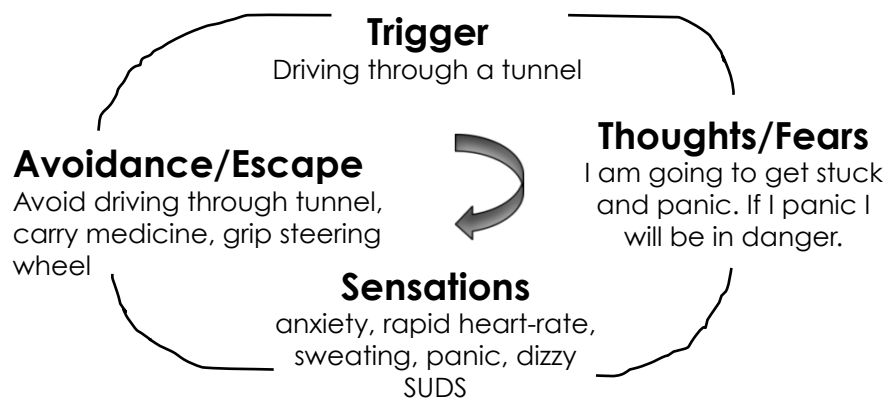 Trigger
Driving through a tunnel
Thoughts/Fears
I am going to get stuck
and panic. If I panic I
will be in danger.
Sensations
anxiety, rapid heart-rate,
sweating, panic, dizzy
SUDS
Avoidance/Escape
Avoid driving through tunnel,
carry medicine, grip steering
wheel